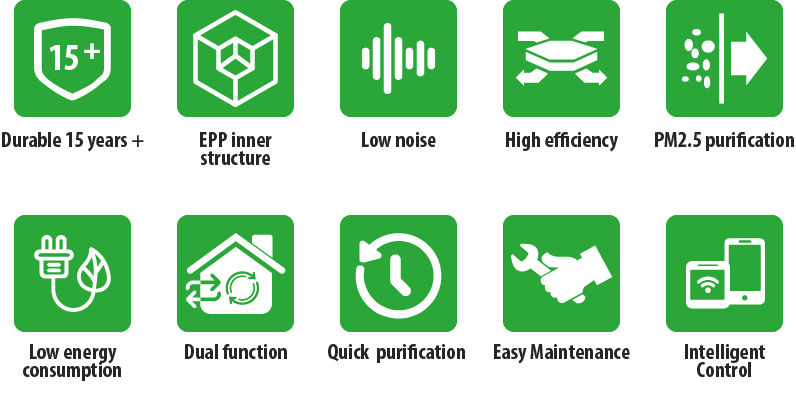 15+
Durable 15 years +
EPP inner
structure
Low noise
High efficiency
PM2.5 purification
Low energy
consumption
Dual function
Quick purification
Easy Maintenance
Intelligent
Control